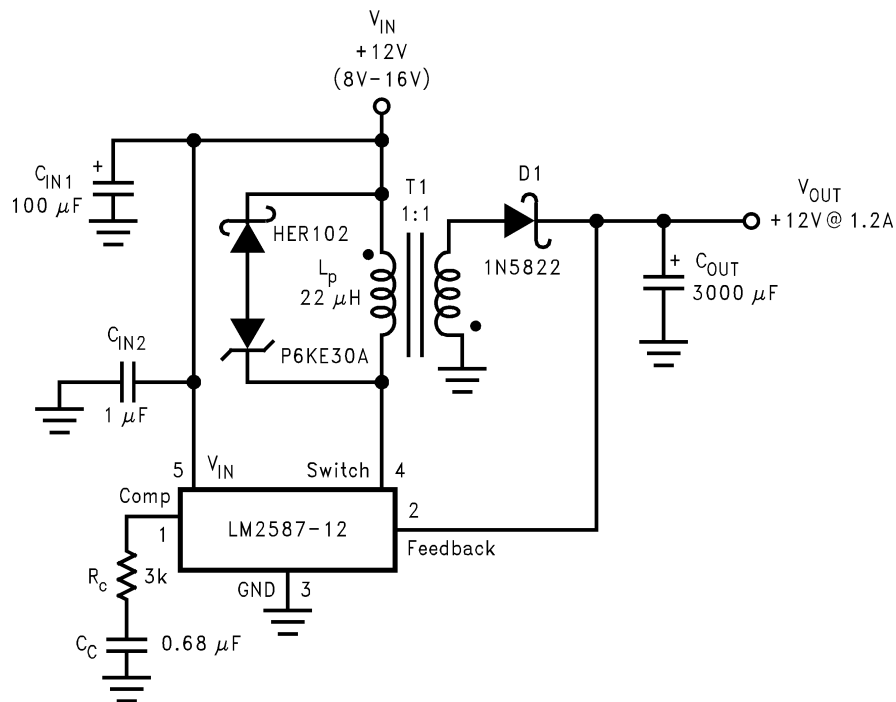 V_IN
+12V
(8V-16V)
C_IN1
+
100 μF
HER102
T1
1:1
D1
1N5822
V_OUT
+12V @ 1.2A
+
C_OUT
3000 μF
L_p
22 μH
P6KE30A
C_IN2
1 μF
5
V_IN
Switch
4
Comp
1
LM2587-12
2
Feedback
GND
3
R_c
3k
C_C
0.68 μF